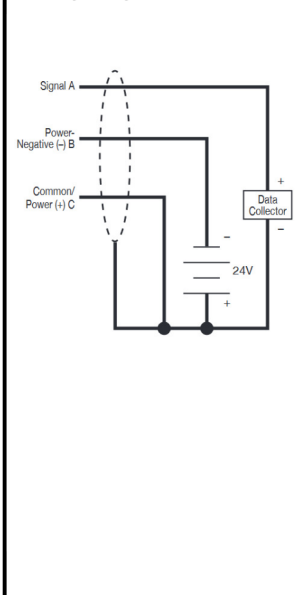 Signal A
Power-
Negative (–) B
Common/
Power (+) C
+
Data
Collector
–
–
24V
+